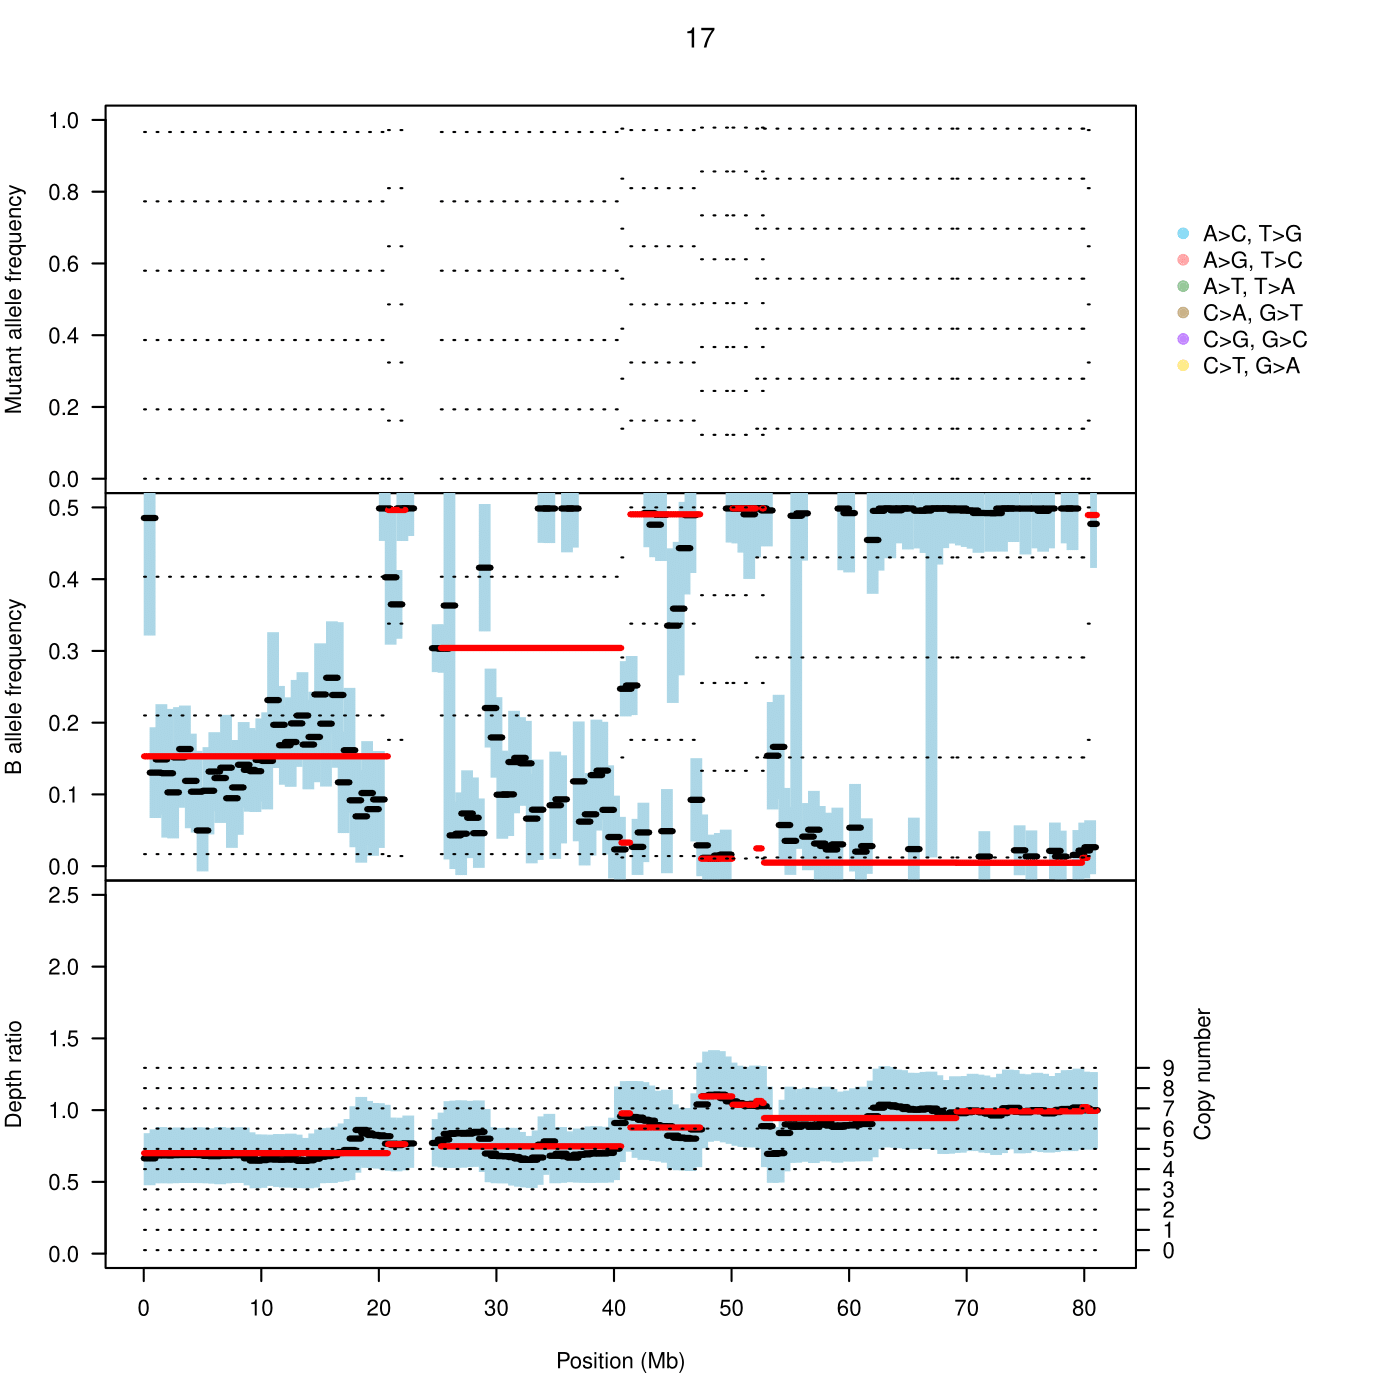 17
Mutant allele frequency
1.0
0.8
0.6
0.4
0.2
0.0
A>C, T>G
A>G, T>C
A>T, T>A
C>A, G>T
C>G, G>C
C>T, G>A
B allele frequency
0.5
0.4
0.3
0.2
0.1
0.0
Depth ratio
2.5
2.0
1.5
1.0
0.5
0.0
Copy number
9
8
7
6
5
4
3
2
1
0
0 10 20 30 40 50 60 70 80
Position (Mb)